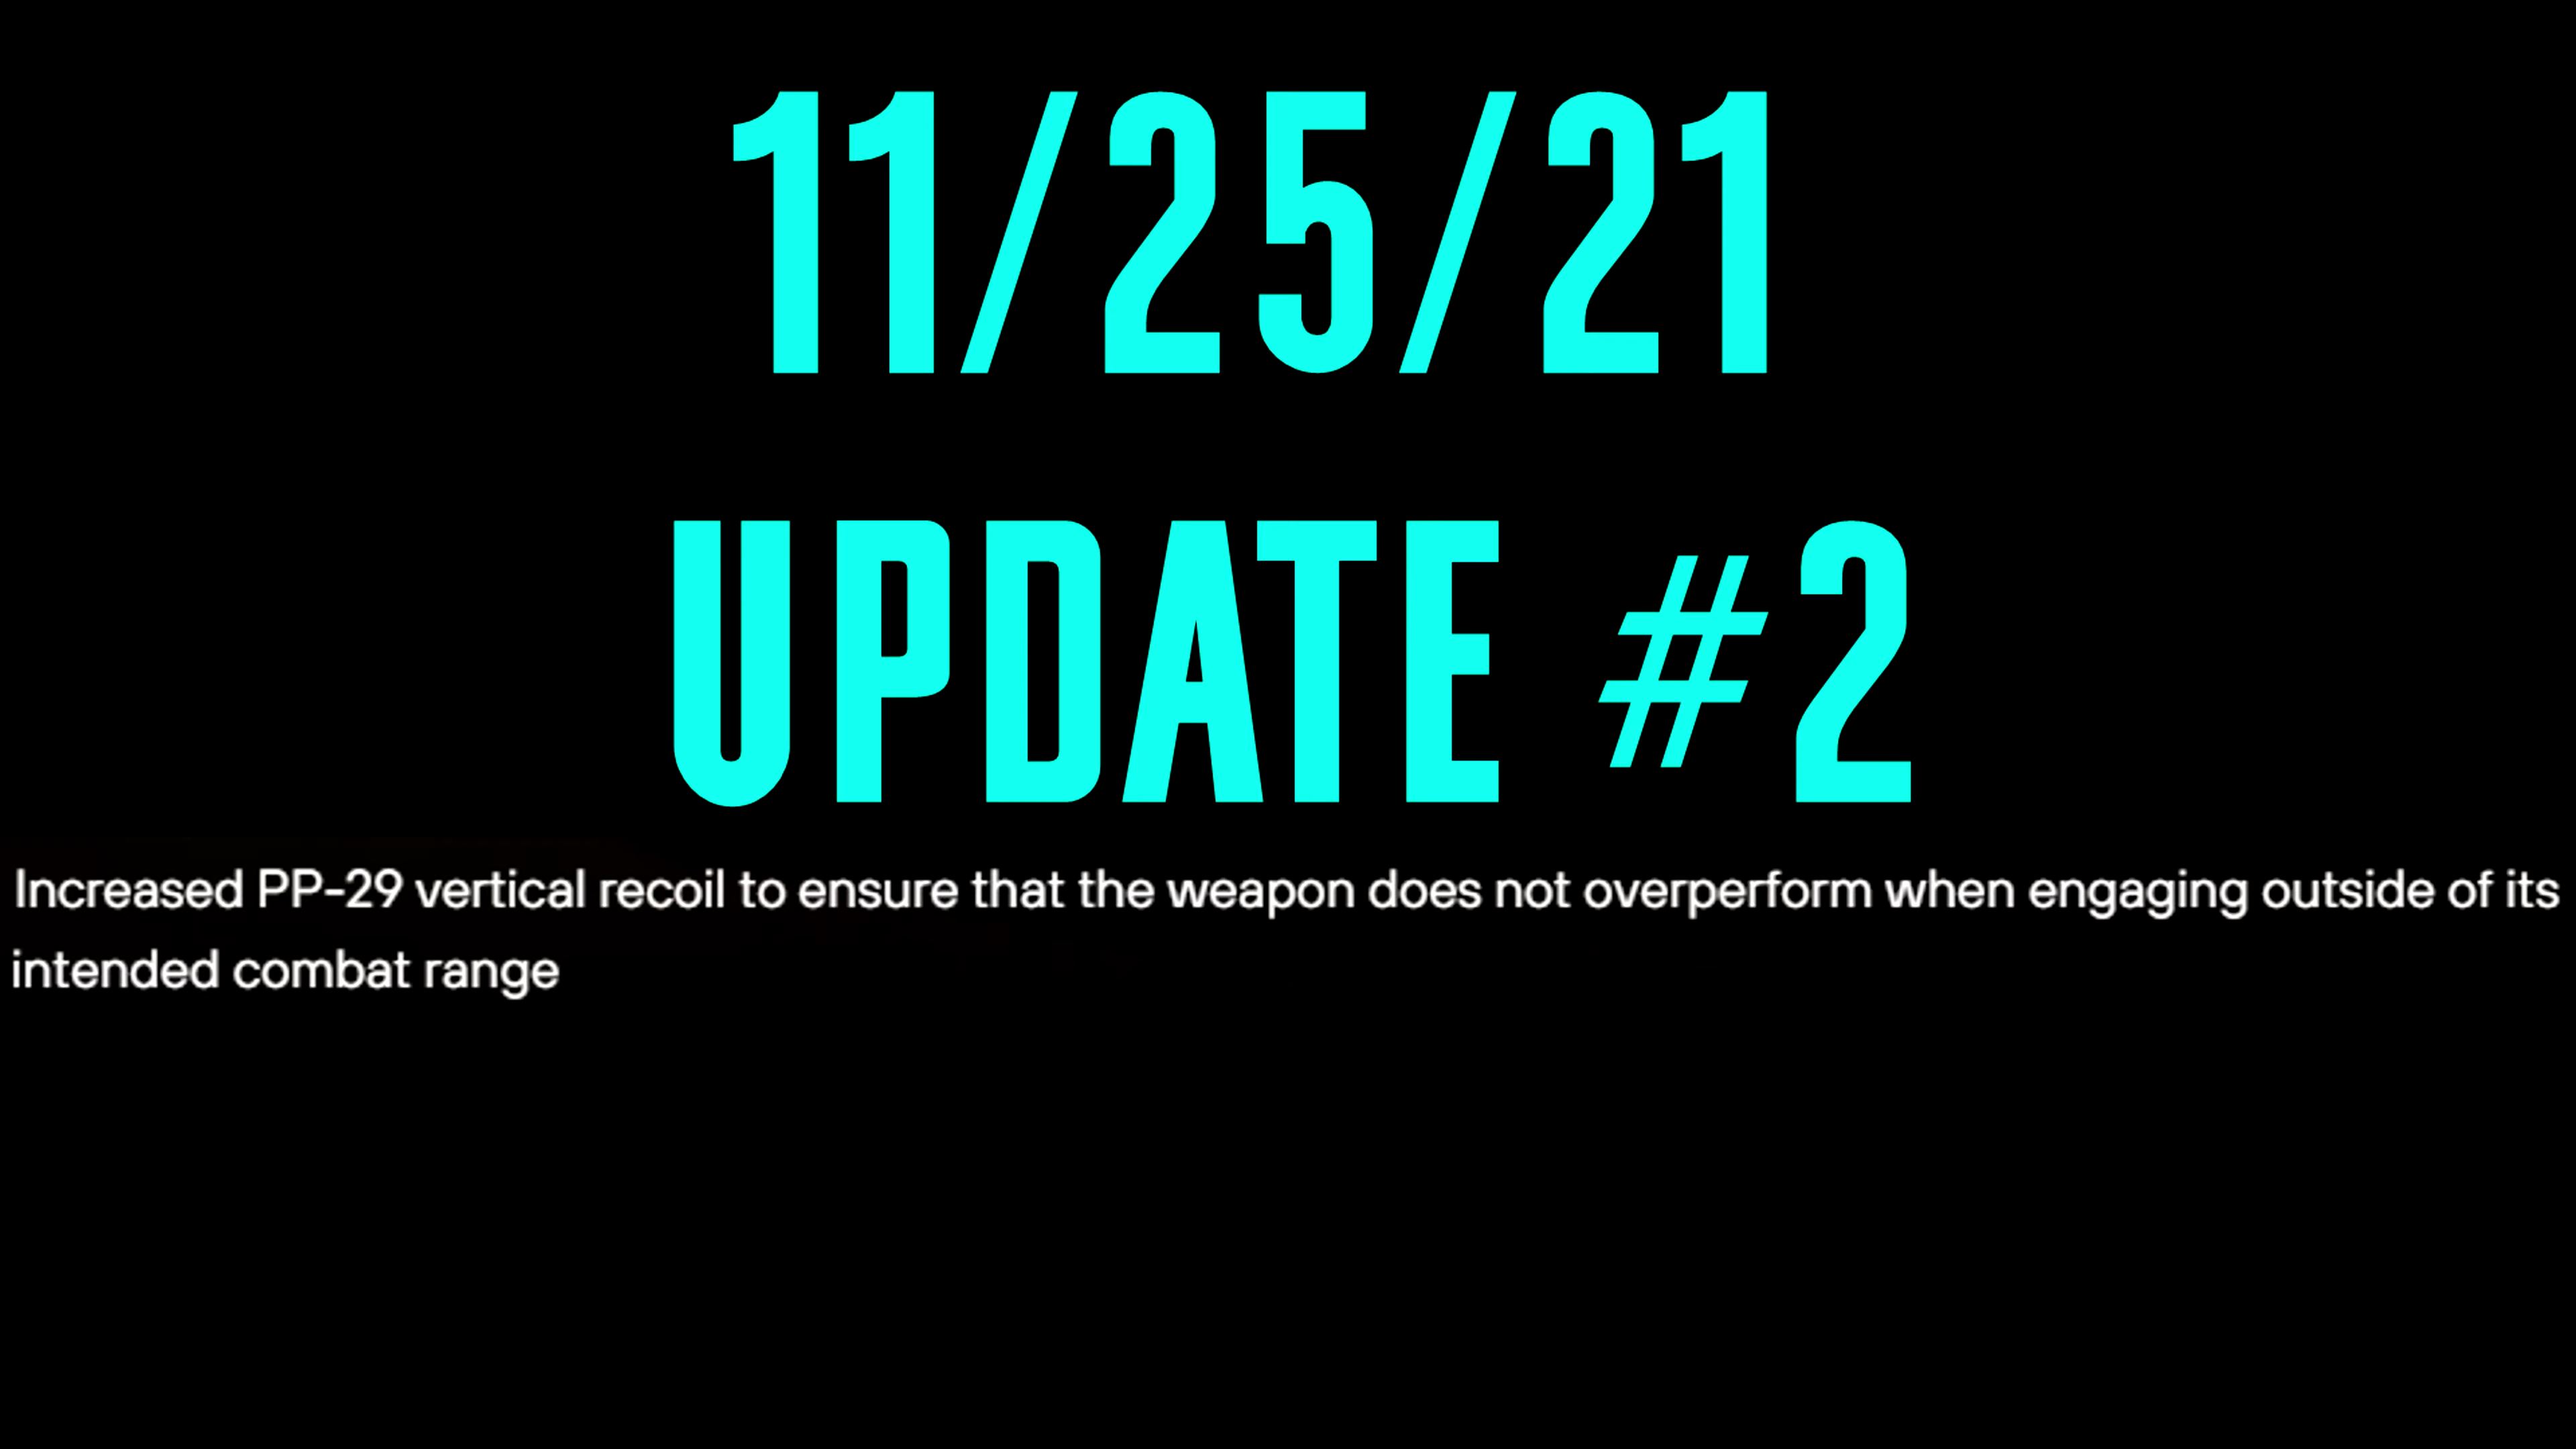 11/25/21
UPDATE #2
Increased PP-29 vertical recoil to ensure that the weapon does not overperform when engaging outside of its
intended combat range